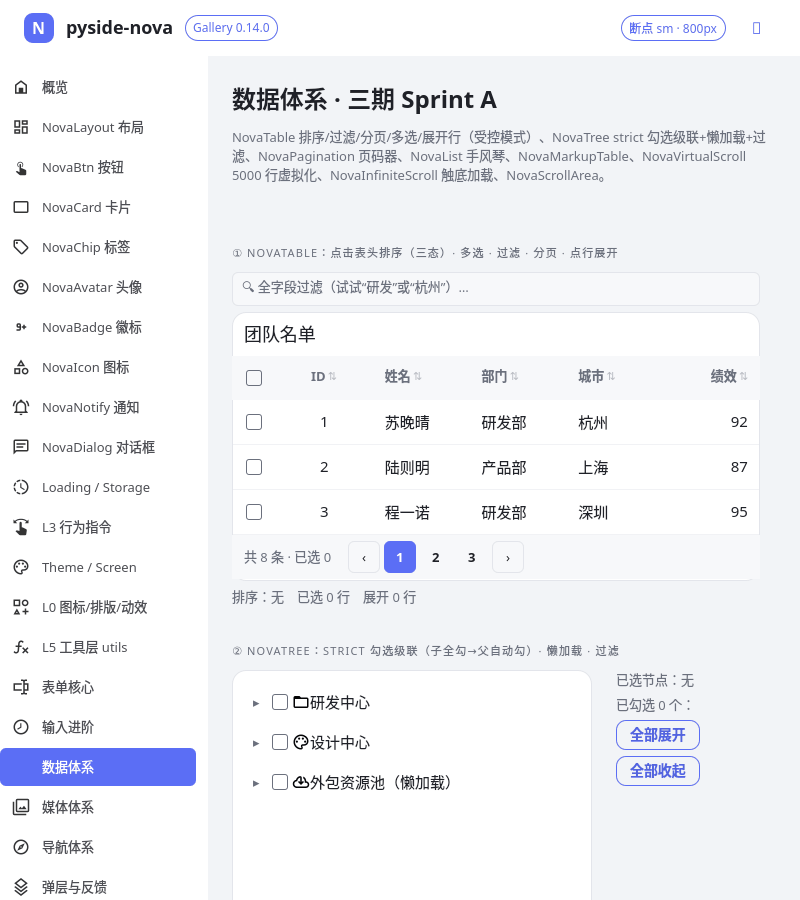 N pyside-nova Gallery 0.14.0 断点 sm · 800px
概览
NovaLayout 布局
NovaBtn 按钮
NovaCard 卡片
NovaChip 标签
NovaAvatar 头像
9+ NovaBadge 徽标
NovaIcon 图标
NovaNotify 通知
NovaDialog 对话框
Loading / Storage
L3 行为指令
Theme / Screen
L0 图标/排版/动效
L5 工具层 utils
表单核心
输入进阶
数据体系
媒体体系
导航体系
弹层与反馈
数据体系 · 三期 Sprint A
NovaTable 排序/过滤/分页/多选/展开行（受控模式）、NovaTree strict 勾选级联+懒加载+过
滤、NovaPagination 页码器、NovaList 手风琴、NovaMarkupTable、NovaVirtualScroll
5000 行虚拟化、NovaInfiniteScroll 触底加载、NovaScrollArea。
① NOVATABLE：点击表头排序（三态）· 多选 · 过滤 · 分页 · 点行展开
🔍 全字段过滤（试试“研发”或“杭州”）…
团队名单
ID ⇅ 姓名 ⇅ 部门 ⇅ 城市 ⇅ 绩效 ⇅
1 苏晚晴 研发部 杭州 92
2 陆则明 产品部 上海 87
3 程一诺 研发部 深圳 95
共 8 条 · 已选 0 ‹ 1 2 3 ›
排序：无 已选 0 行 展开 0 行
② NOVATREE：STRICT 勾选级联（子全勾→父自动勾）· 懒加载 · 过滤
▸ 研发中心
▸ 设计中心
▸ 外包资源池（懒加载）
已选节点：无
已勾选 0 个：
全部展开
全部收起